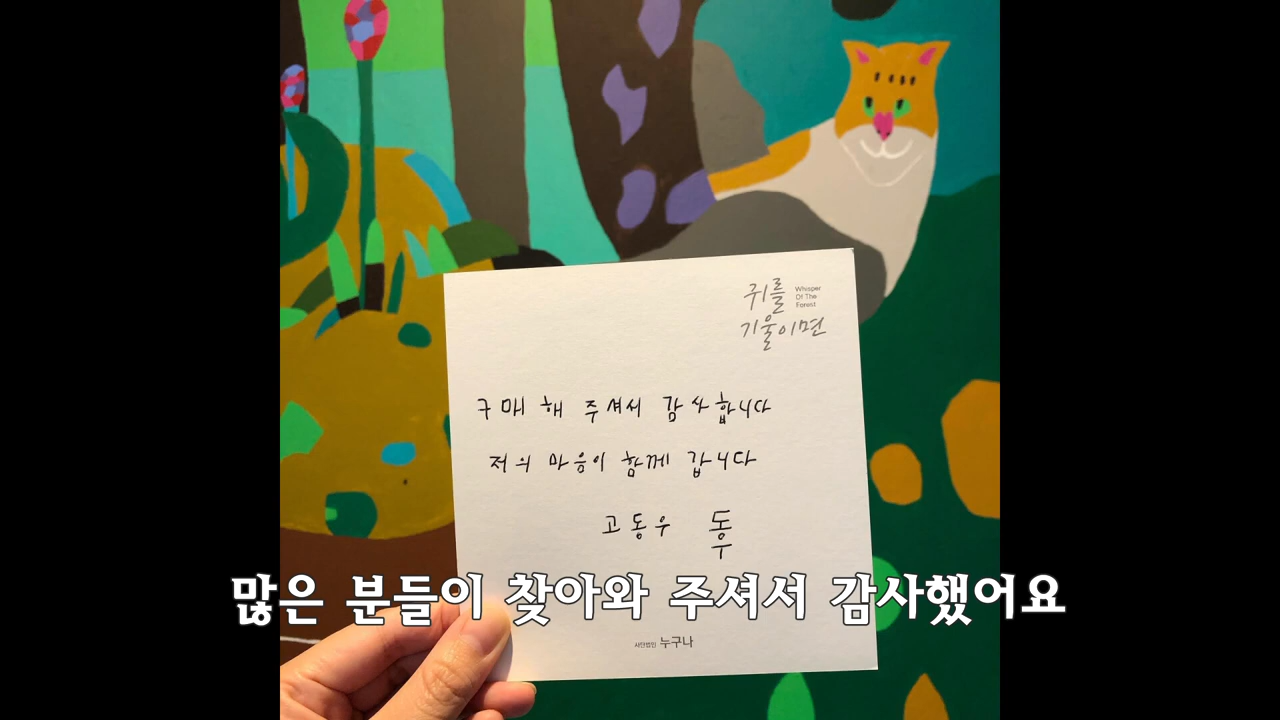 귀를
기울이면
Whisper
Of The
Forest
구매해 주셔서 감사합니다
저의 마음이 함께 갑니다
고동우 동우
많은 분들이 찾아와 주셔서 감사했어요
사단법인 누구나